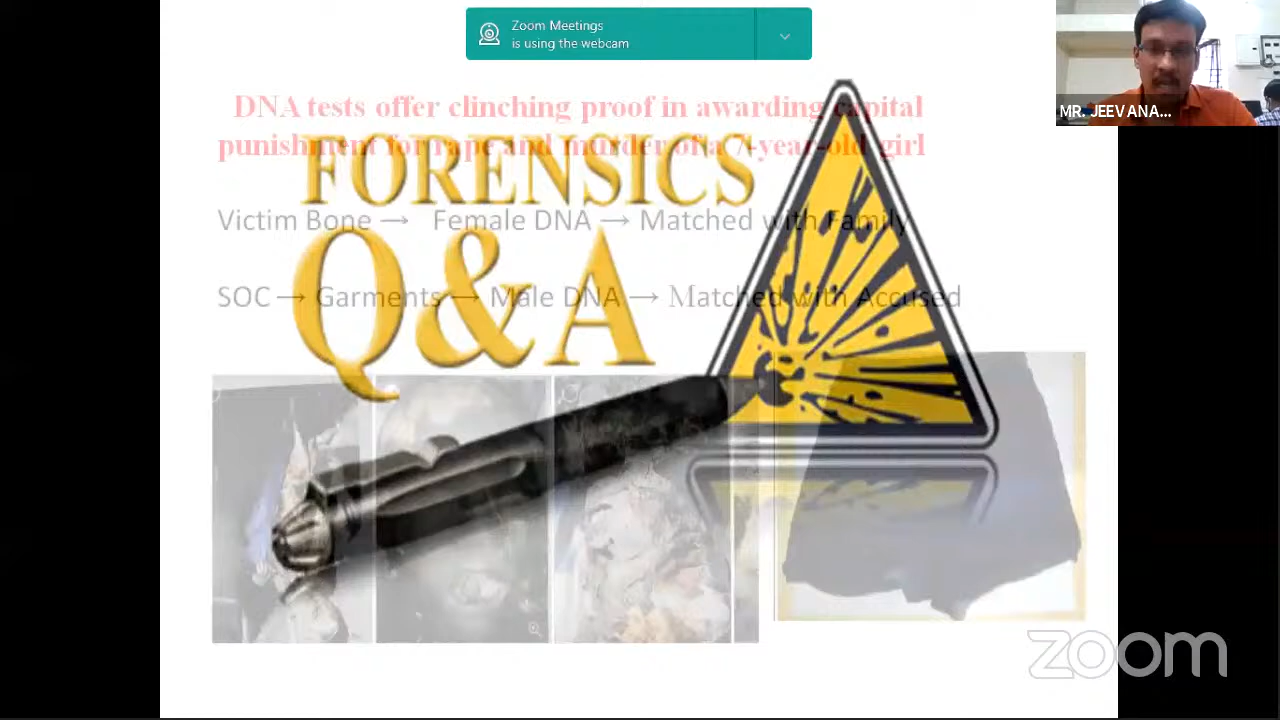 Zoom Meetings
is using the webcam
MR. JEEVANA...
DNA tests offer clinching proof in awarding capital
punishment for rape and murder of a 7-year-old girl
FORENSICS
Victim Bone → Female DNA → Matched with Family
Q&A
SOC → Garments → Male DNA → Matched with Accused
zoom